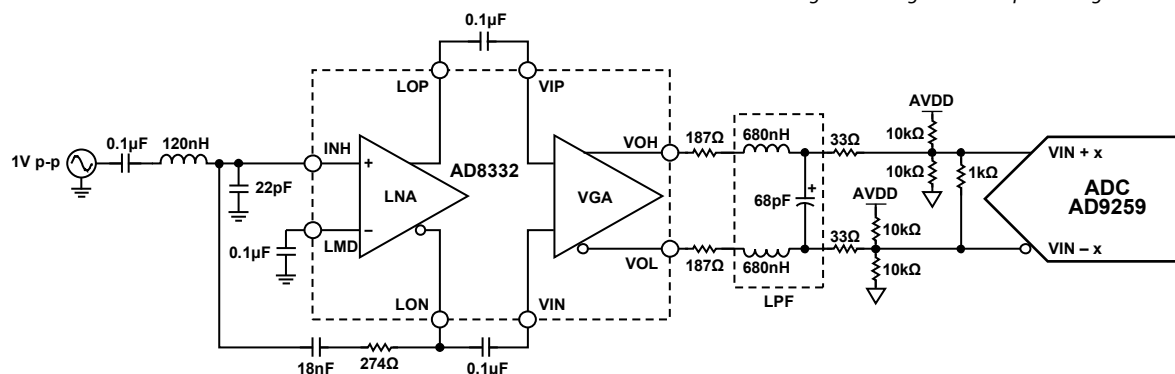 0.1µF
LOP
VIP
AVDD
0.1µF
120nH
1V p-p
INH
+
AD8332
LNA
VGA
VOH
187Ω
680nH
33Ω
10kΩ
10kΩ
1kΩ
VIN + x
22pF
68pF
+
AVDD
ADC
AD9259
0.1µF
–
LMD
VOL
187Ω
680nH
33Ω
10kΩ
10kΩ
VIN – x
LPF
LON
VIN
18nF
274Ω
0.1µF